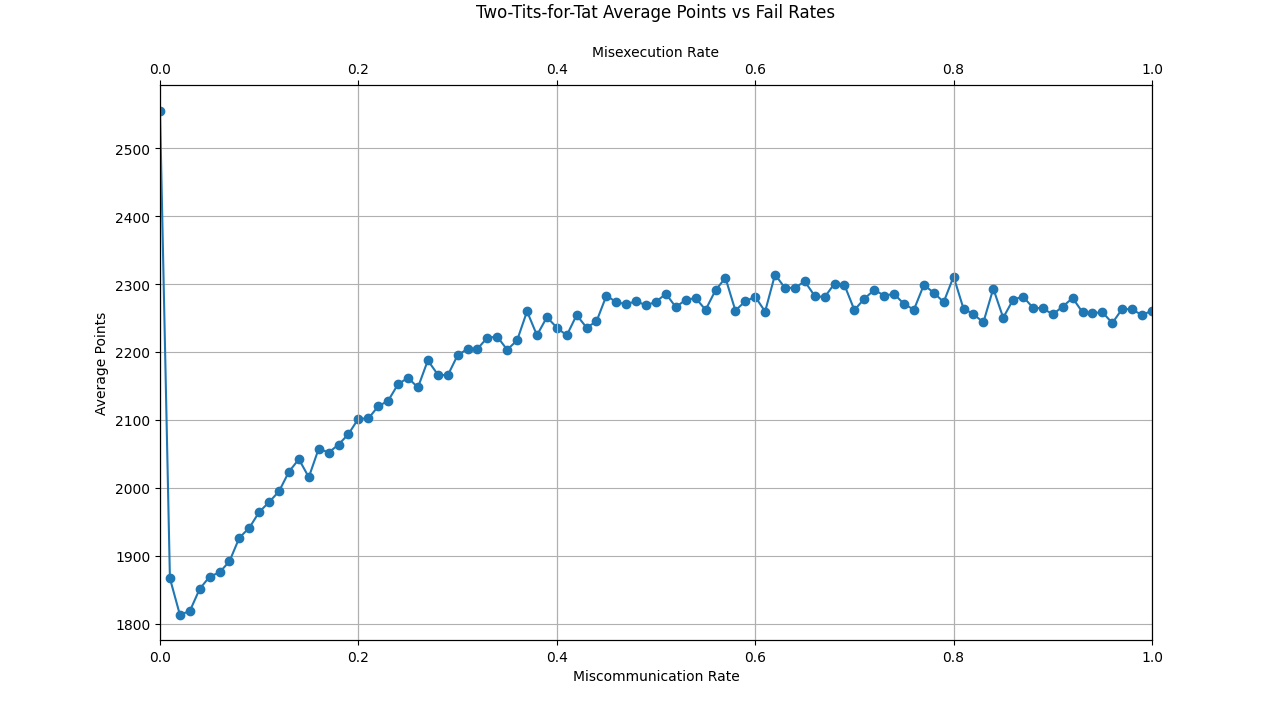 Two-Tits-for-Tat Average Points vs Fail Rates
Misexecution Rate
0.0 0.2 0.4 0.6 0.8 1.0
2500
2400
2300
2200
2100
2000
1900
1800
Average Points
0.0 0.2 0.4 0.6 0.8 1.0
Miscommunication Rate